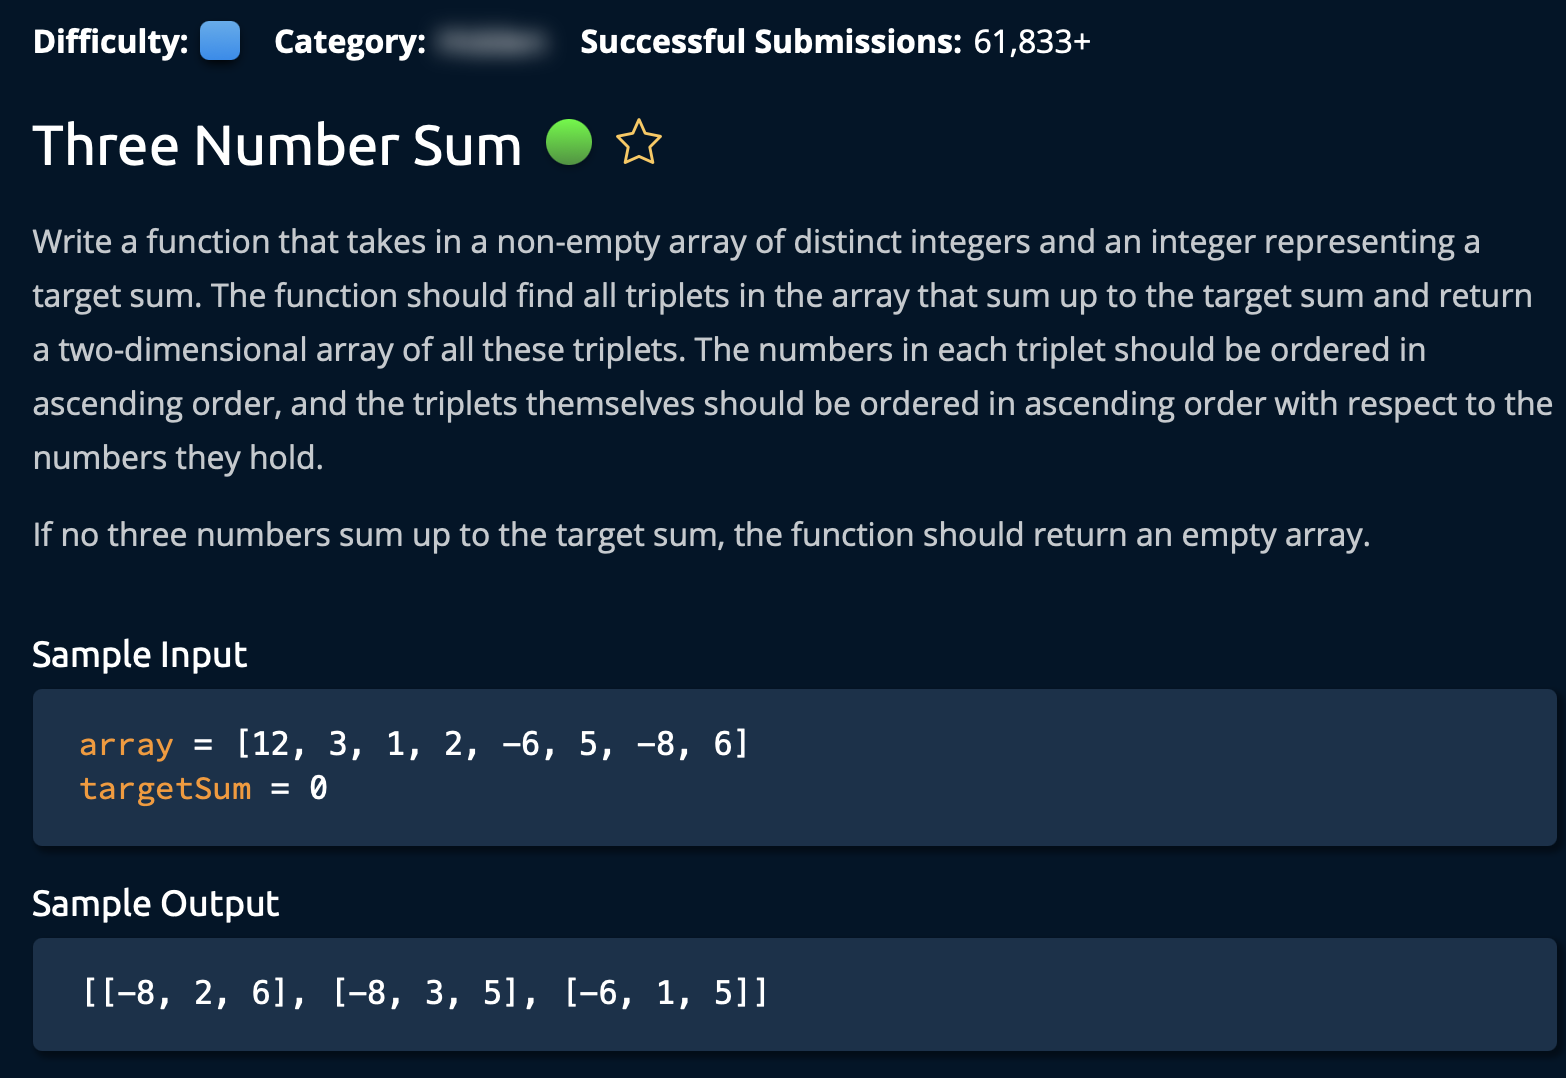 Difficulty: Category: Successful Submissions: 61,833+
Three Number Sum
Write a function that takes in a non-empty array of distinct integers and an integer representing a
target sum. The function should find all triplets in the array that sum up to the target sum and return
a two-dimensional array of all these triplets. The numbers in each triplet should be ordered in
ascending order, and the triplets themselves should be ordered in ascending order with respect to the
numbers they hold.
If no three numbers sum up to the target sum, the function should return an empty array.
Sample Input
array = [12, 3, 1, 2, -6, 5, -8, 6]
targetSum = 0
Sample Output
[[-8, 2, 6], [-8, 3, 5], [-6, 1, 5]]